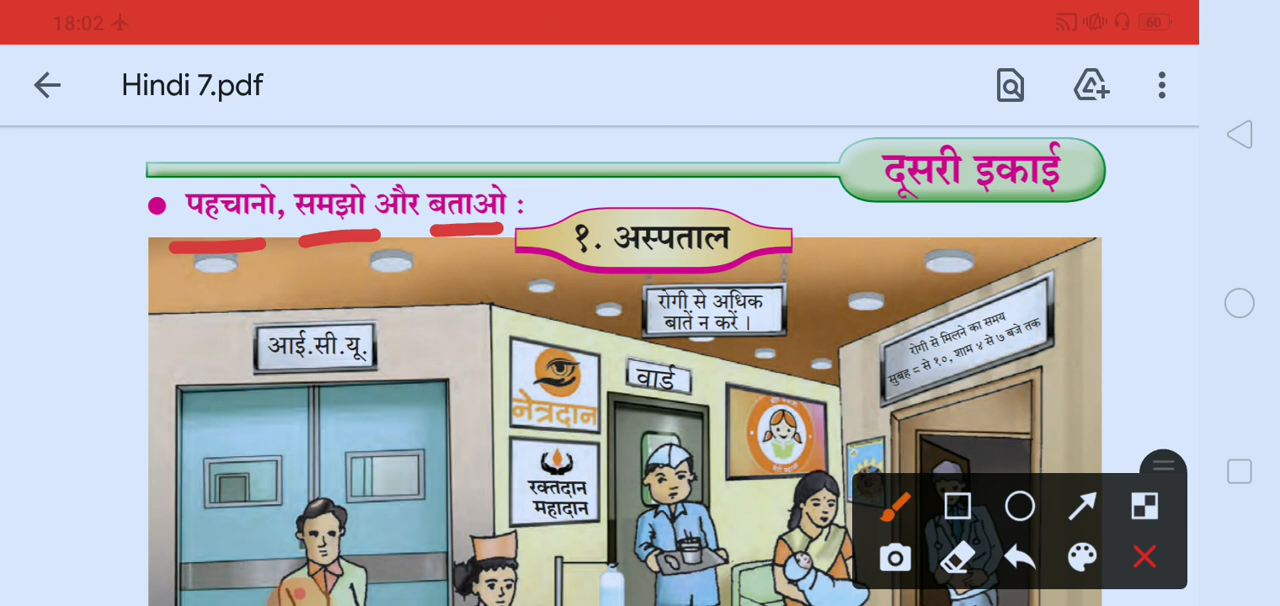 18:02
60
Hindi 7.pdf
दूसरी इकाई
● पहचानो, समझो और बताओ :
१. अस्पताल
रोगी से अधिक
बातें न करें ।
रोगी से मिलने का समय
सुबह ८ से १०, शाम ४ से ७ बजे तक
आई.सी.यू.
वार्ड
नेत्रदान
रक्तदान
महादान